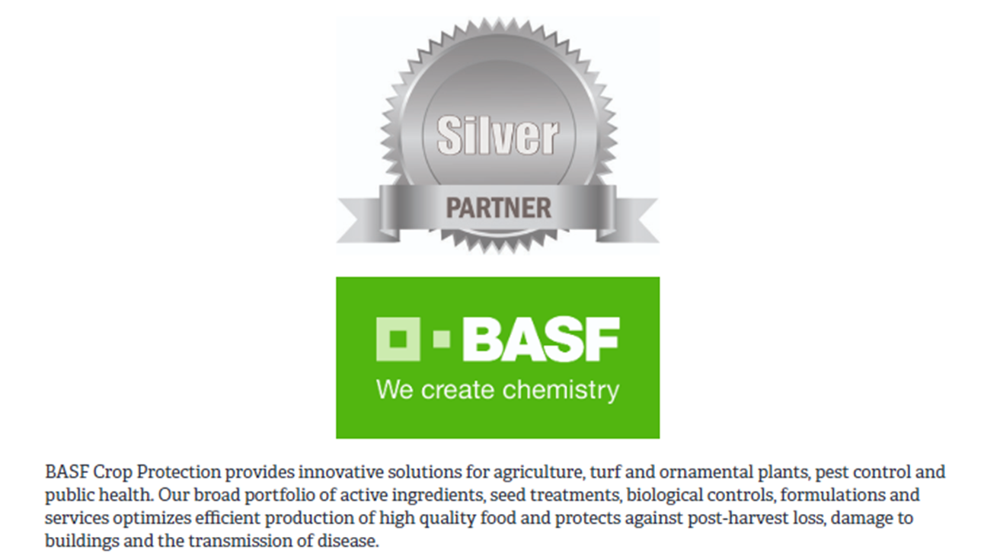 Silver
PARTNER
BASF
We create chemistry
BASF Crop Protection provides innovative solutions for agriculture, turf and ornamental plants, pest control and
public health. Our broad portfolio of active ingredients, seed treatments, biological controls, formulations and
services optimizes efficient production of high quality food and protects against post-harvest loss, damage to
buildings and the transmission of disease.